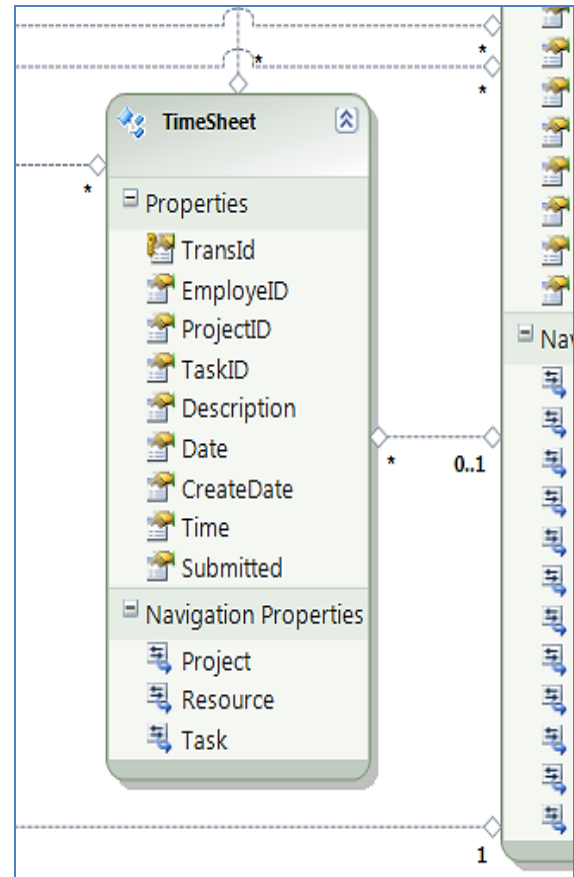 *
*
*
TimeSheet
*
Properties
TransId
EmployeID
ProjectID
TaskID
Description
Date
CreateDate
Time
Submitted
Navigation Properties
Project
Resource
Task
Nav
* 0..1
1